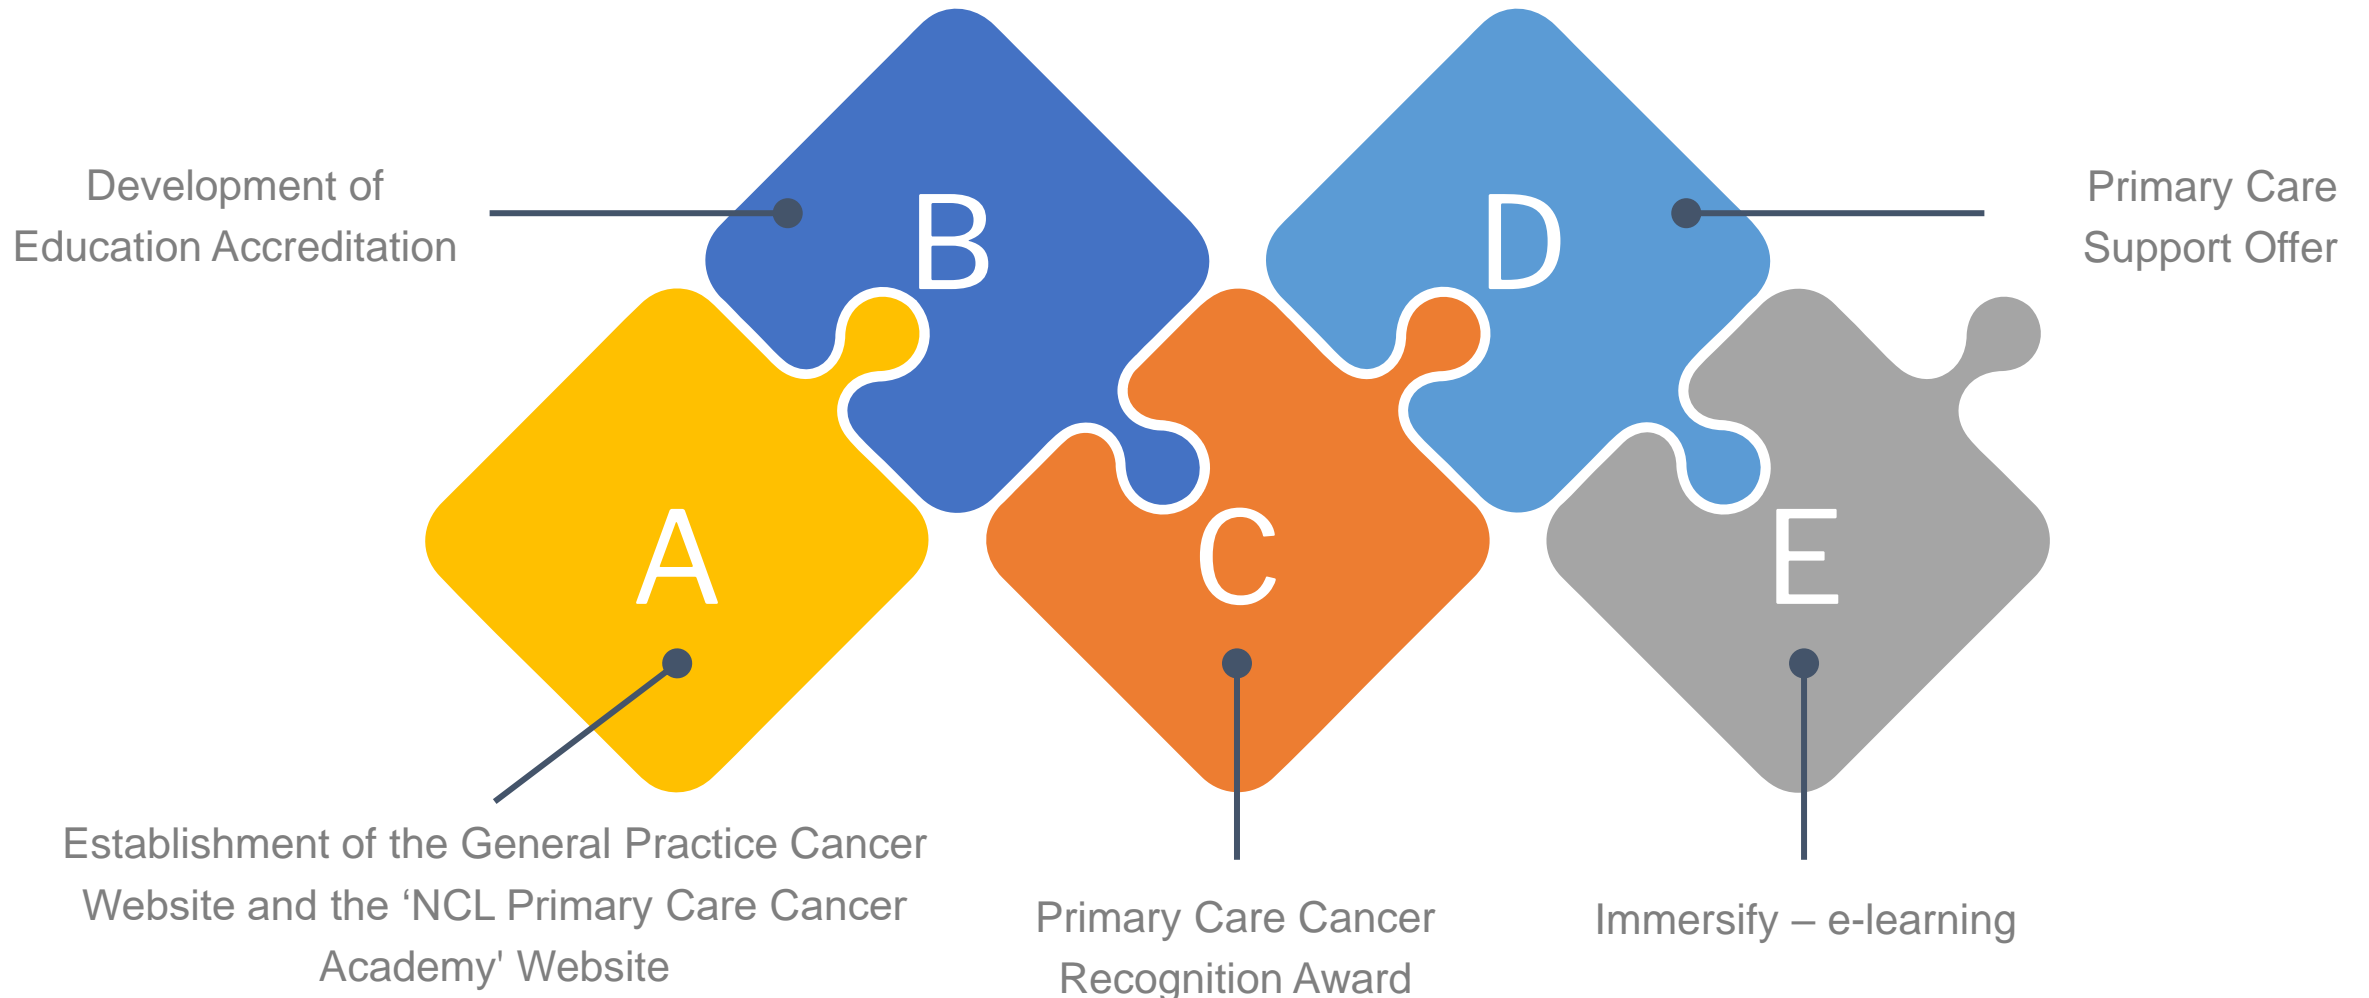 Development of
Education Accreditation
B
D
Primary Care
Support Offer
A
C
E
Establishment of the General Practice Cancer
Website and the ‘NCL Primary Care Cancer
Academy' Website
Primary Care Cancer
Recognition Award
Immersify – e-learning